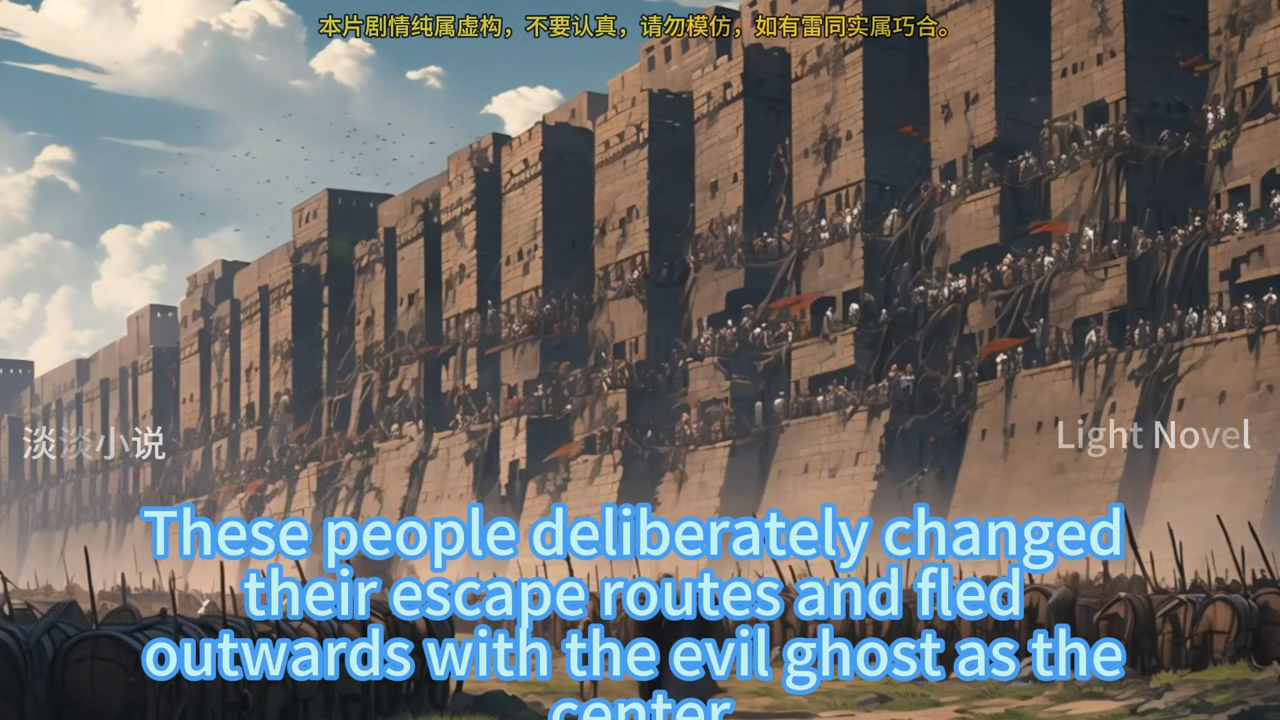 本片剧情纯属虚构，不要认真，请勿模仿，如有雷同实属巧合。
淡淡小说
Light Novel
These people deliberately changed
their escape routes and fled
outwards with the evil ghost as the
center